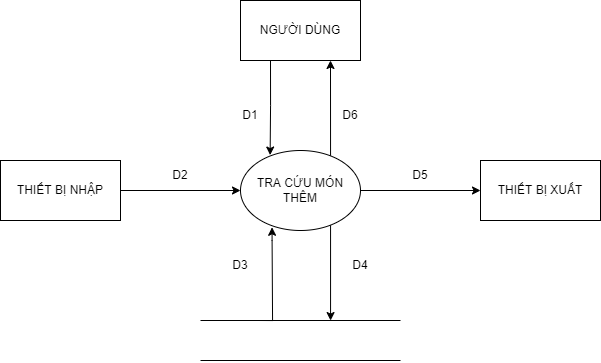 NGƯỜI DÙNG
D1
D6
THIẾT BỊ NHẬP
D2
TRA CỨU MÓN
THÊM
D5
THIẾT BỊ XUẤT
D3
D4